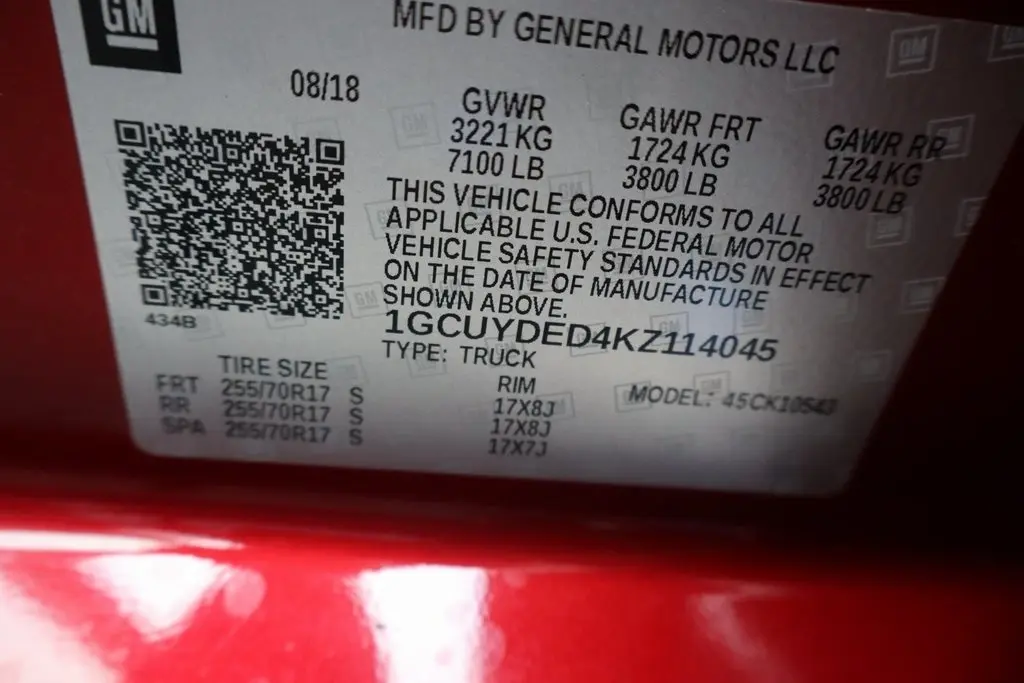 GM
MFD BY GENERAL MOTORS LLC
08/18
GVWR GAWR FRT GAWR RR
3221 KG 1724 KG 1724 KG
7100 LB 3800 LB 3800 LB
THIS VEHICLE CONFORMS TO ALL
APPLICABLE U.S. FEDERAL MOTOR
VEHICLE SAFETY STANDARDS IN EFFECT
ON THE DATE OF MANUFACTURE
SHOWN ABOVE.
434B
1GCUYDED4KZ114045
TYPE: TRUCK
TIRE SIZE RIM MODEL: 45CK10543
FRT 255/70R17 S 17X8J
RR 255/70R17 S 17X8J
SPA 255/70R17 S 17X7J